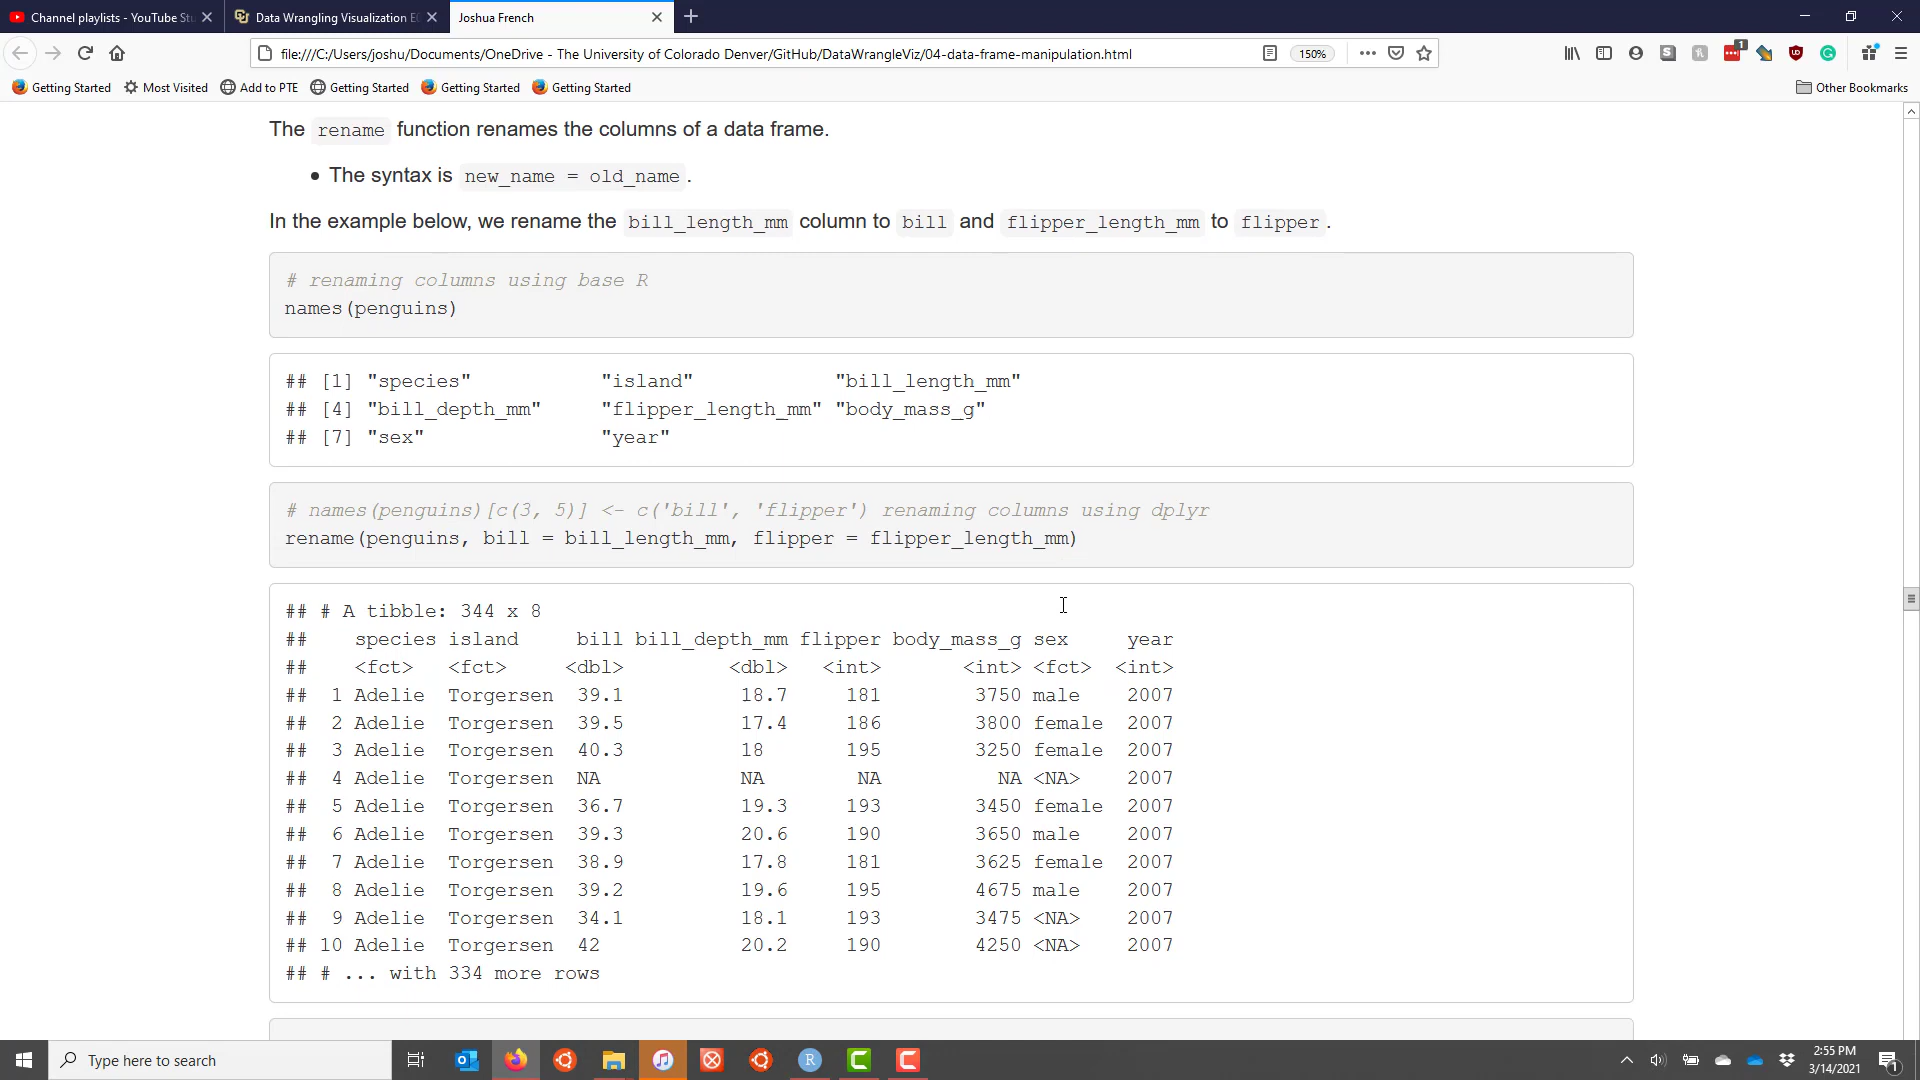 Channel playlists - YouTube St
Data Wrangling Visualization E
Joshua French
file:///C:/Users/joshu/Documents/OneDrive - The University of Colorado Denver/GitHub/DataWrangleViz/04-data-frame-manipulation.html
150%
Getting Started
Most Visited
Add to PTE
Getting Started
Getting Started
Getting Started
Other Bookmarks
The rename function renames the columns of a data frame.
• The syntax is new_name = old_name .
In the example below, we rename the bill_length_mm column to bill and flipper_length_mm to flipper .
# renaming columns using base R
names(penguins)
## [1] "species" "island" "bill_length_mm"
## [4] "bill_depth_mm" "flipper_length_mm" "body_mass_g"
## [7] "sex" "year"
# names(penguins)[c(3, 5)] <- c('bill', 'flipper') renaming columns using dplyr
rename(penguins, bill = bill_length_mm, flipper = flipper_length_mm)
## # A tibble: 344 x 8
## species island bill bill_depth_mm flipper body_mass_g sex year
## <fct> <fct> <dbl> <dbl> <int> <int> <fct> <int>
## 1 Adelie Torgersen 39.1 18.7 181 3750 male 2007
## 2 Adelie Torgersen 39.5 17.4 186 3800 female 2007
## 3 Adelie Torgersen 40.3 18 195 3250 female 2007
## 4 Adelie Torgersen NA NA NA NA <NA> 2007
## 5 Adelie Torgersen 36.7 19.3 193 3450 female 2007
## 6 Adelie Torgersen 39.3 20.6 190 3650 male 2007
## 7 Adelie Torgersen 38.9 17.8 181 3625 female 2007
## 8 Adelie Torgersen 39.2 19.6 195 4675 male 2007
## 9 Adelie Torgersen 34.1 18.1 193 3475 <NA> 2007
## 10 Adelie Torgersen 42 20.2 190 4250 <NA> 2007
## # ... with 334 more rows
Type here to search
2:55 PM
3/14/2021